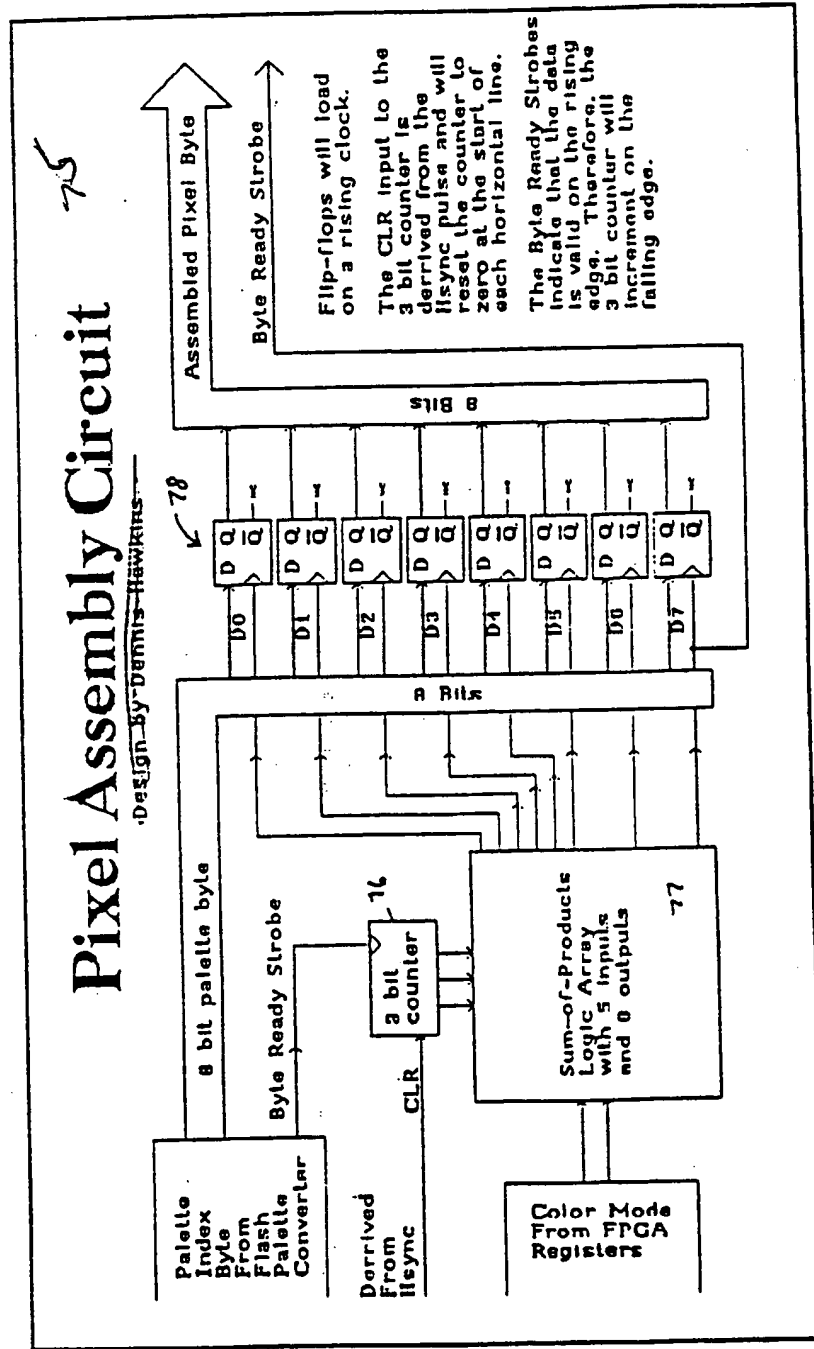 Pixel Assembly Circuit
Design By Dennis Hawkins
75
Palette
Index
Byte
From
Flash
Palette
Converter
8 bit palette byte
Byte Ready Strobe
Derrived
From
Hsync
CLR
3 bit
counter
76
Color Mode
From FPGA
Registers
Sum-of-Products
Logic Array
with 5 inputs
and 8 outputs
77
8 Bits
78
D0
D1
D2
D3
D4
D5
D6
D7
D Q
Q
D Q
Q
D Q
Q
D Q
Q
D Q
Q
D Q
Q
D Q
Q
D Q
Q
8 Bits
Assembled Pixel Byte
Byte Ready Strobe
Flip-flops will load
on a rising clock.
The CLR input to the
3 bit counter is
derrived from the
Hsync pulse and will
reset the counter to
zero at the start of
each horizontal line.
The Byte Ready Strobes
indicate that the data
is valid on the rising
edge. Therefore, the
3 bit counter will
increment on the
falling edge.